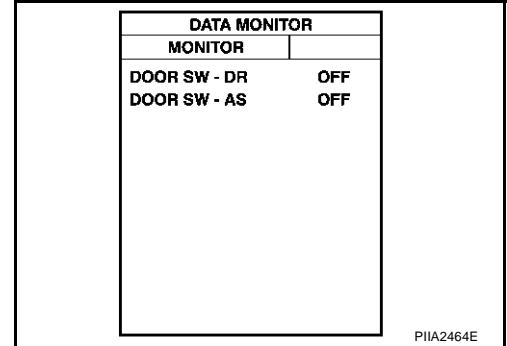 DATA MONITOR
MONITOR
DOOR SW - DR OFF
DOOR SW - AS OFF
PIIA2464E